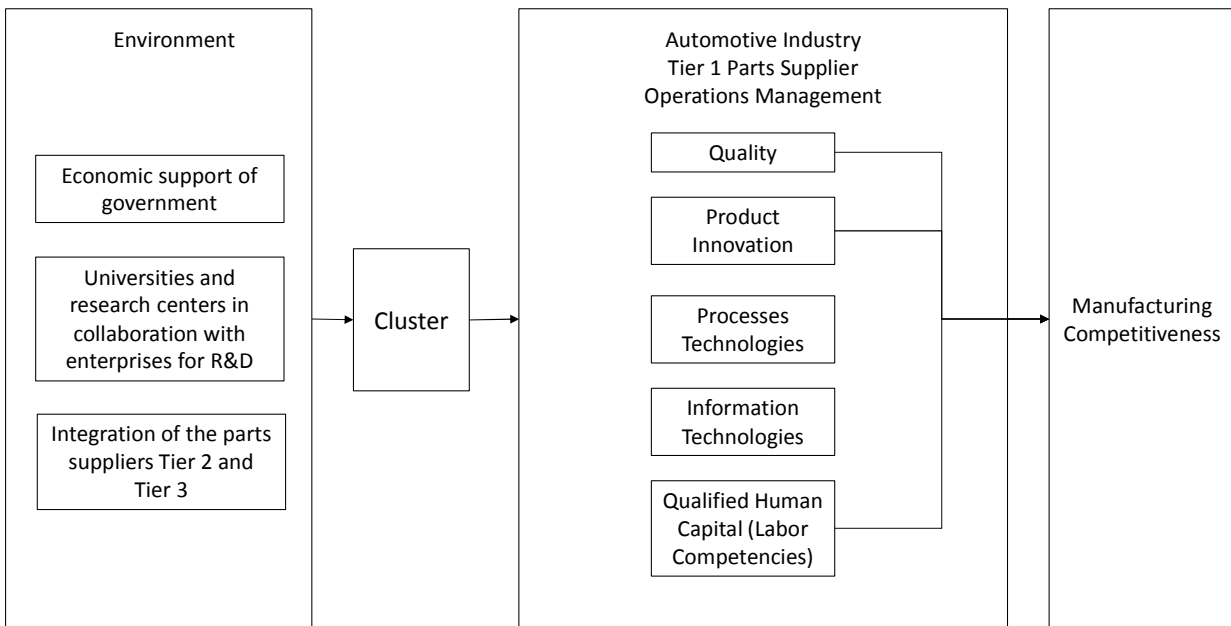 Environment
Economic support of
government
Universities and
research centers in
collaboration with
enterprises for R&D
Integration of the parts
suppliers Tier 2 and
Tier 3
Cluster
Automotive Industry
Tier 1 Parts Supplier
Operations Management
Quality
Product
Innovation
Processes
Technologies
Information
Technologies
Qualified Human
Capital (Labor
Competencies)
Manufacturing
Competitiveness